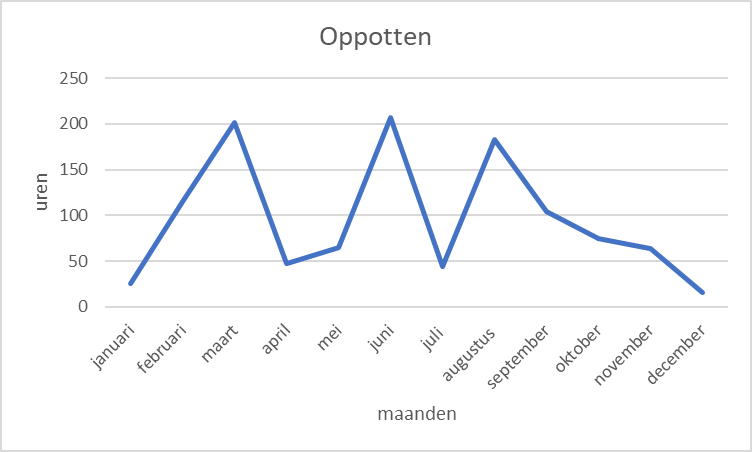 Oppotten
250
200
150
100
50
0
uren
januari
februari
maart
april
mei
juni
juli
augustus
september
oktober
november
december
maanden